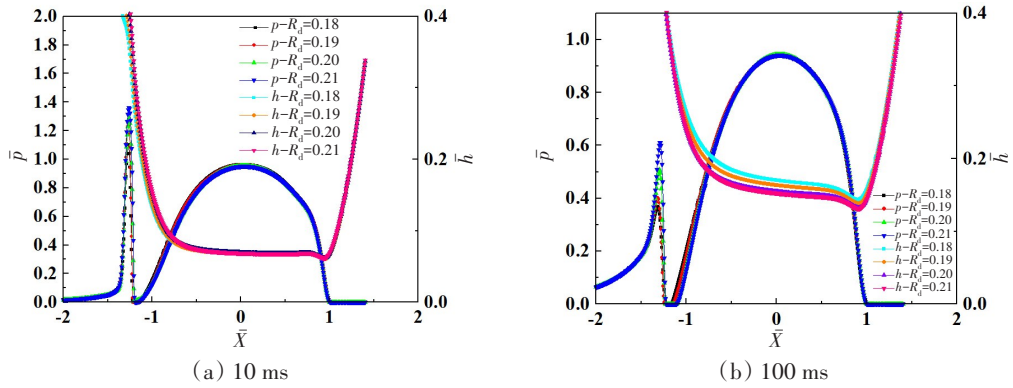 2.0
1.8
1.6
1.4
1.2
1.0
0.8
0.6
0.4
0.2
0.0
p̄
-2
-1
0
1
2
X̄
0.4
0.2
0.0
h̄
p-Rd=0.18
p-Rd=0.19
p-Rd=0.20
p-Rd=0.21
h-Rd=0.18
h-Rd=0.19
h-Rd=0.20
h-Rd=0.21
(a) 10 ms
1.0
0.8
0.6
0.4
0.2
0.0
p̄
-2
-1
0
1
2
X̄
0.4
0.2
0.0
h̄
p-Rd=0.18
p-Rd=0.19
p-Rd=0.20
p-Rd=0.21
h-Rd=0.18
h-Rd=0.19
h-Rd=0.20
h-Rd=0.21
(b) 100 ms